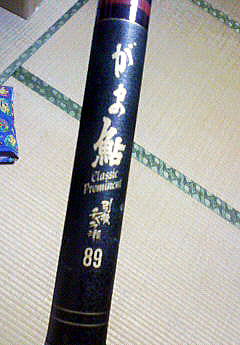 がま鮎
Classic
Prominent
89